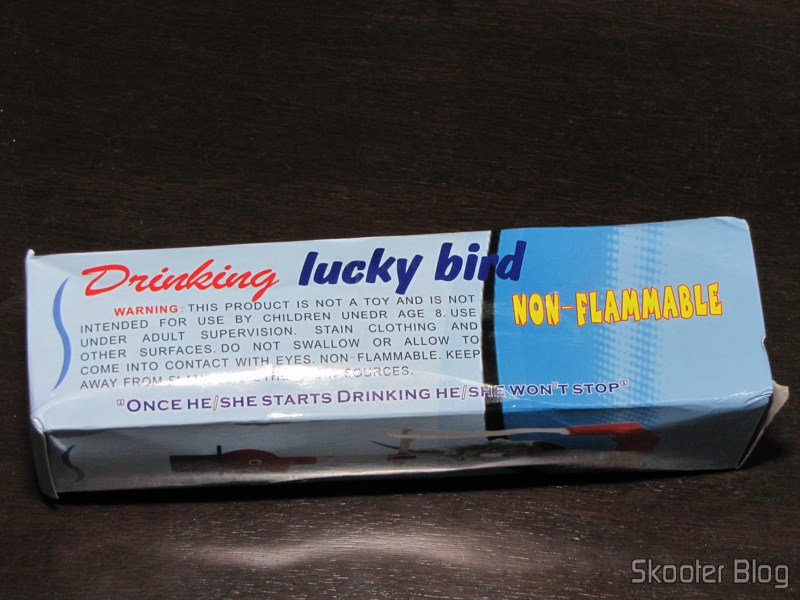 Drinking lucky bird
WARNING: THIS PRODUCT IS NOT A TOY AND IS NOT
INTENDED FOR USE BY CHILDREN UNEDR AGE 8. USE
UNDER ADULT SUPERVISION. STAIN CLOTHING AND
OTHER SURFACES. DO NOT SWALLOW OR ALLOW TO
COME INTO CONTACT WITH EYES. NON-FLAMMABLE. KEEP
AWAY FROM SOURCES.
NON-FLAMMABLE
"ONCE HE/SHE STARTS DRINKING HE/SHE WON'T STOP"
Skooter Blog